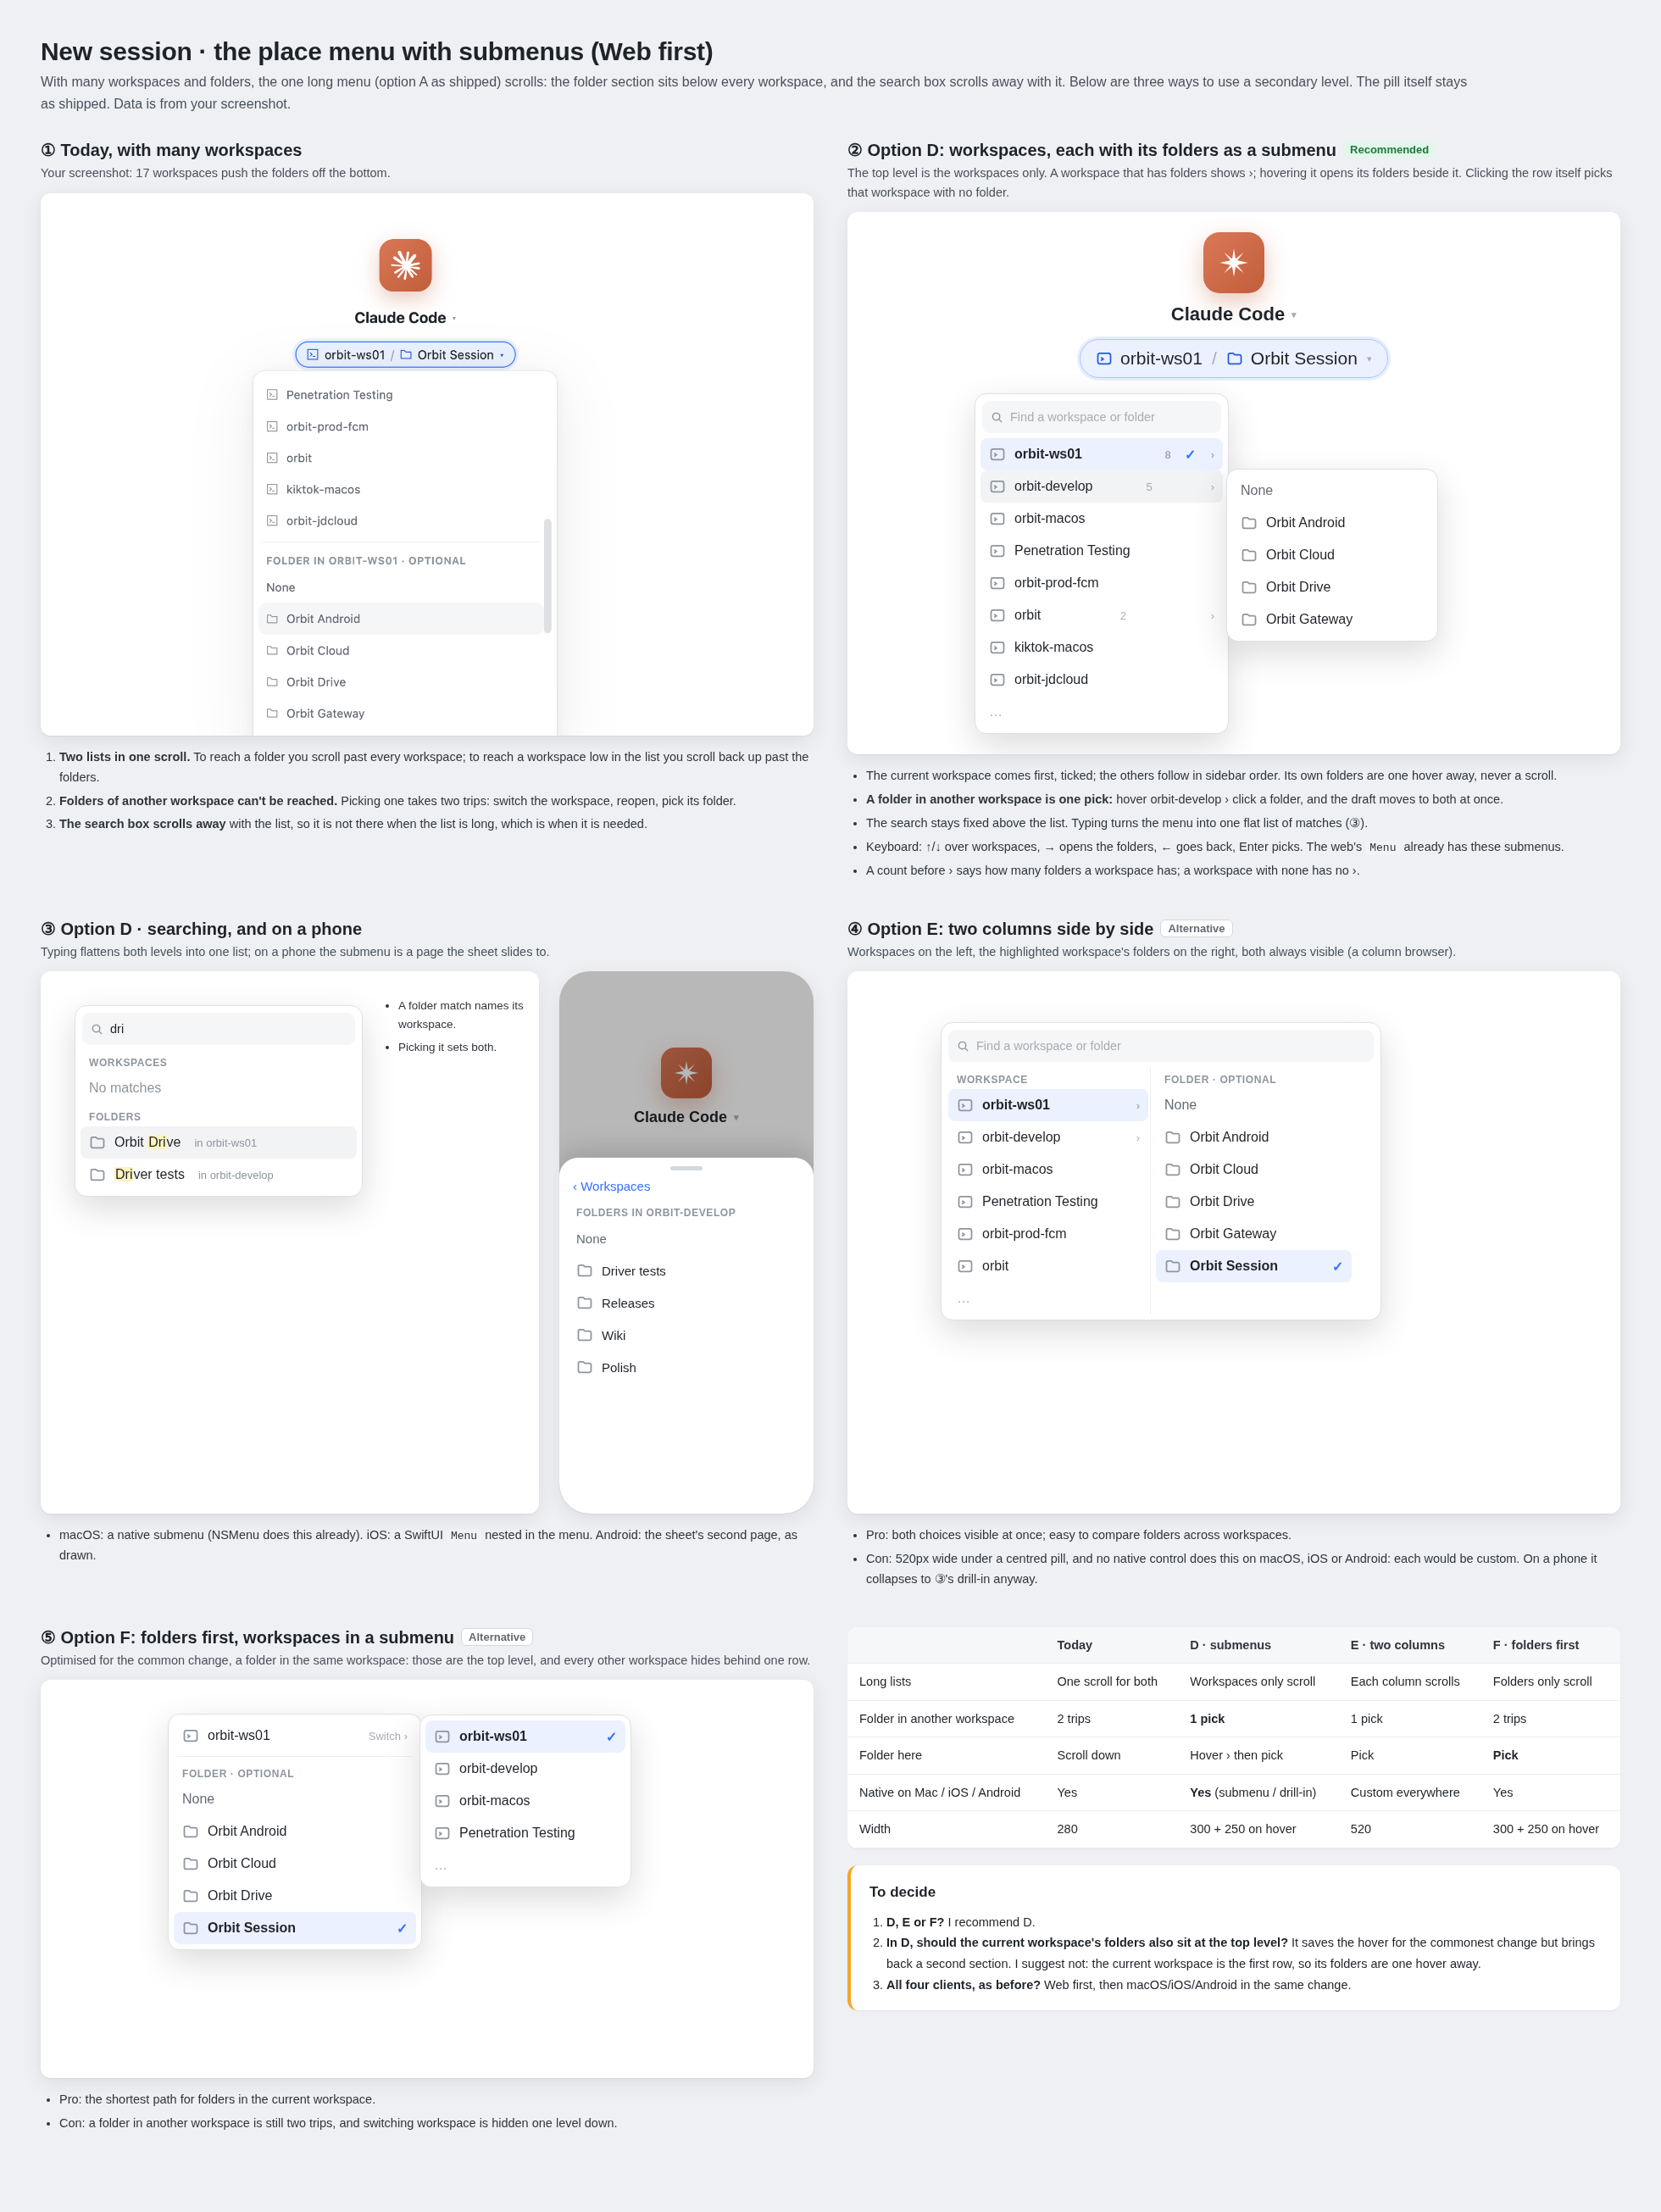 New session · the place menu with submenus (Web first)
With many workspaces and folders, the one long menu (option A as shipped) scrolls: the folder section sits below every workspace, and the search box scrolls away with it. Below are three ways to use a secondary level. The pill itself stays
as shipped. Data is from your screenshot.
① Today, with many workspaces
Your screenshot: 17 workspaces push the folders off the bottom.
Claude Code
orbit-ws01 / Orbit Session
Penetration Testing
orbit-prod-fcm
orbit
kiktok-macos
orbit-jdcloud
FOLDER IN ORBIT-WS01 · OPTIONAL
None
Orbit Android
Orbit Cloud
Orbit Drive
Orbit Gateway
1. Two lists in one scroll. To reach a folder you scroll past every workspace; to reach a workspace low in the list you scroll back up past the
folders.
2. Folders of another workspace can't be reached. Picking one takes two trips: switch the workspace, reopen, pick its folder.
3. The search box scrolls away with the list, so it is not there when the list is long, which is when it is needed.
② Option D: workspaces, each with its folders as a submenu Recommended
The top level is the workspaces only. A workspace that has folders shows ›; hovering it opens its folders beside it. Clicking the row itself picks
that workspace with no folder.
Claude Code ▾
orbit-ws01 / Orbit Session ▾
Find a workspace or folder
orbit-ws01 8 ✓ ›
orbit-develop 5 ›
orbit-macos
Penetration Testing
orbit-prod-fcm
orbit 2 ›
kiktok-macos
orbit-jdcloud
…
None
Orbit Android
Orbit Cloud
Orbit Drive
Orbit Gateway
• The current workspace comes first, ticked; the others follow in sidebar order. Its own folders are one hover away, never a scroll.
• A folder in another workspace is one pick: hover orbit-develop › click a folder, and the draft moves to both at once.
• The search stays fixed above the list. Typing turns the menu into one flat list of matches (③).
• Keyboard: ↑/↓ over workspaces, → opens the folders, ← goes back, Enter picks. The web's Menu already has these submenus.
• A count before › says how many folders a workspace has; a workspace with none has no ›.
③ Option D · searching, and on a phone
Typing flattens both levels into one list; on a phone the submenu is a page the sheet slides to.
dri
WORKSPACES
No matches
FOLDERS
Orbit Drive in orbit-ws01
Driver tests in orbit-develop
• A folder match names its
workspace.
• Picking it sets both.
Claude Code ▾
‹ Workspaces
FOLDERS IN ORBIT-DEVELOP
None
Driver tests
Releases
Wiki
Polish
• macOS: a native submenu (NSMenu does this already). iOS: a SwiftUI Menu nested in the menu. Android: the sheet's second page, as
drawn.
④ Option E: two columns side by side Alternative
Workspaces on the left, the highlighted workspace's folders on the right, both always visible (a column browser).
Find a workspace or folder
WORKSPACE
orbit-ws01 ›
orbit-develop ›
orbit-macos
Penetration Testing
orbit-prod-fcm
orbit
…
FOLDER · OPTIONAL
None
Orbit Android
Orbit Cloud
Orbit Drive
Orbit Gateway
Orbit Session ✓
• Pro: both choices visible at once; easy to compare folders across workspaces.
• Con: 520px wide under a centred pill, and no native control does this on macOS, iOS or Android: each would be custom. On a phone it
collapses to ③'s drill-in anyway.
⑤ Option F: folders first, workspaces in a submenu Alternative
Optimised for the common change, a folder in the same workspace: those are the top level, and every other workspace hides behind one row.
orbit-ws01 Switch ›
FOLDER · OPTIONAL
None
Orbit Android
Orbit Cloud
Orbit Drive
Orbit Session ✓
orbit-ws01 ✓
orbit-develop
orbit-macos
Penetration Testing
…
• Pro: the shortest path for folders in the current workspace.
• Con: a folder in another workspace is still two trips, and switching workspace is hidden one level down.
Today D · submenus E · two columns F · folders first
Long lists One scroll for both Workspaces only scroll Each column scrolls Folders only scroll
Folder in another workspace 2 trips 1 pick 1 pick 2 trips
Folder here Scroll down Hover › then pick Pick Pick
Native on Mac / iOS / Android Yes Yes (submenu / drill-in) Custom everywhere Yes
Width 280 300 + 250 on hover 520 300 + 250 on hover
To decide
1. D, E or F? I recommend D.
2. In D, should the current workspace's folders also sit at the top level? It saves the hover for the commonest change but brings
back a second section. I suggest not: the current workspace is the first row, so its folders are one hover away.
3. All four clients, as before? Web first, then macOS/iOS/Android in the same change.